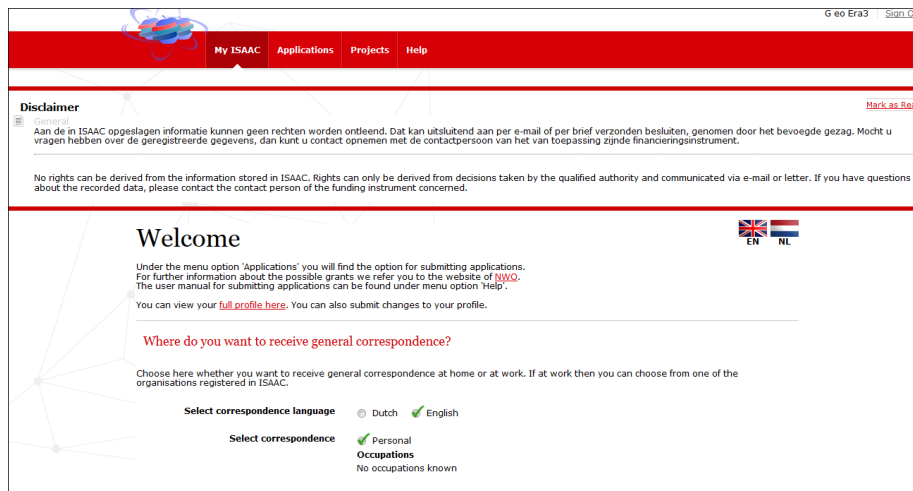 G eo Era3
My ISAAC Applications Projects Help
Disclaimer
Mark as
General
Aan de in ISAAC opgeslagen informatie kunnen geen rechten worden ontleend. Dat kan uitsluitend aan per e-mail of per brief verzonden besluiten, genomen door het bevoegde gezag. Mocht u
vragen hebben over de geregistreerde gegevens, dan kunt u contact opnemen met de contactpersoon van het van toepassing zijnde financieringsinstrument.
No rights can be derived from the information stored in ISAAC. Rights can only be derived from decisions taken by the qualified authority and communicated via e-mail or letter. If you have questions
about the recorded data, please contact the contact person of the funding instrument concerned.
Welcome
EN NL
Under the menu option 'Applications' you will find the option for submitting applications.
For further information about the possible grants we refer you to the website of NWO.
The user manual for submitting applications can be found under menu option 'Help'.
You can view your full profile here. You can also submit changes to your profile.
Where do you want to receive general correspondence?
Choose here whether you want to receive general correspondence at home or at work. If at work then you can choose from one of the
organisations registered in ISAAC.
Select correspondence language Dutch English
Select correspondence Personal
Occupations
No occupations known